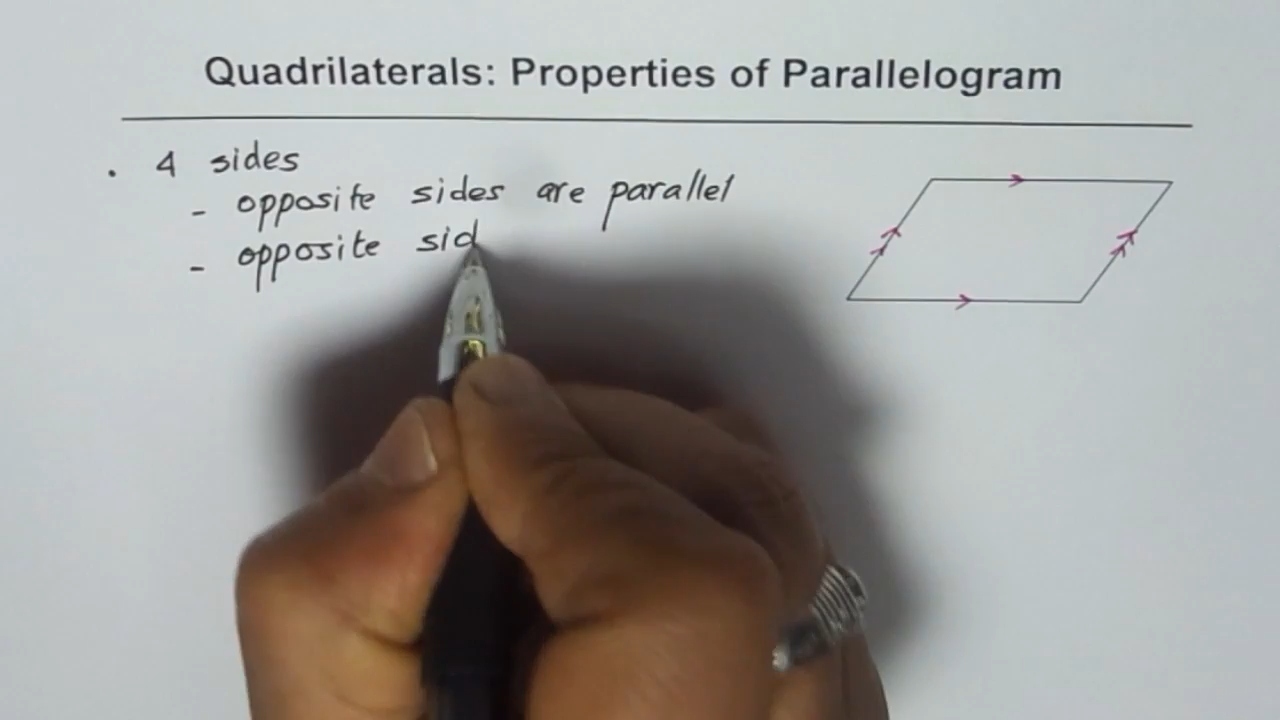 Quadrilaterals: Properties of Parallelogram
. 4 sides
- opposite sides are parallel
- opposite sid